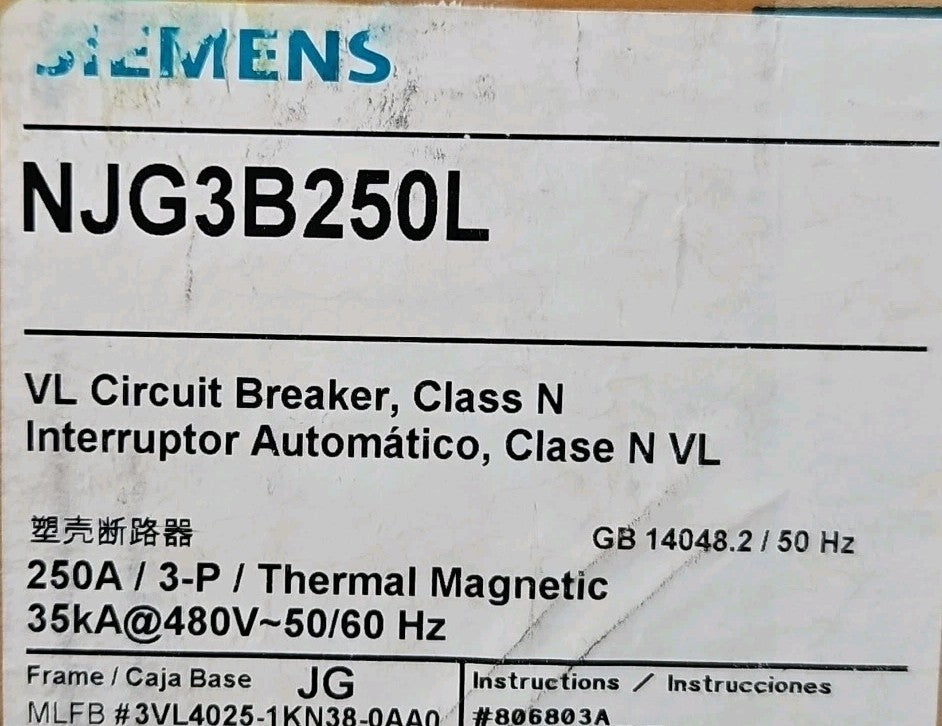 SIEMENS
NJG3B250L
VL Circuit Breaker, Class N
Interruptor Automático, Clase N VL
塑壳断路器
GB 14048.2 / 50 Hz
250A / 3-P / Thermal Magnetic
35kA@480V~50/60 Hz
Frame / Caja Base JG
MLFB #3VL4025-1KN38-0AA0
Instructions / Instrucciones
#806803A